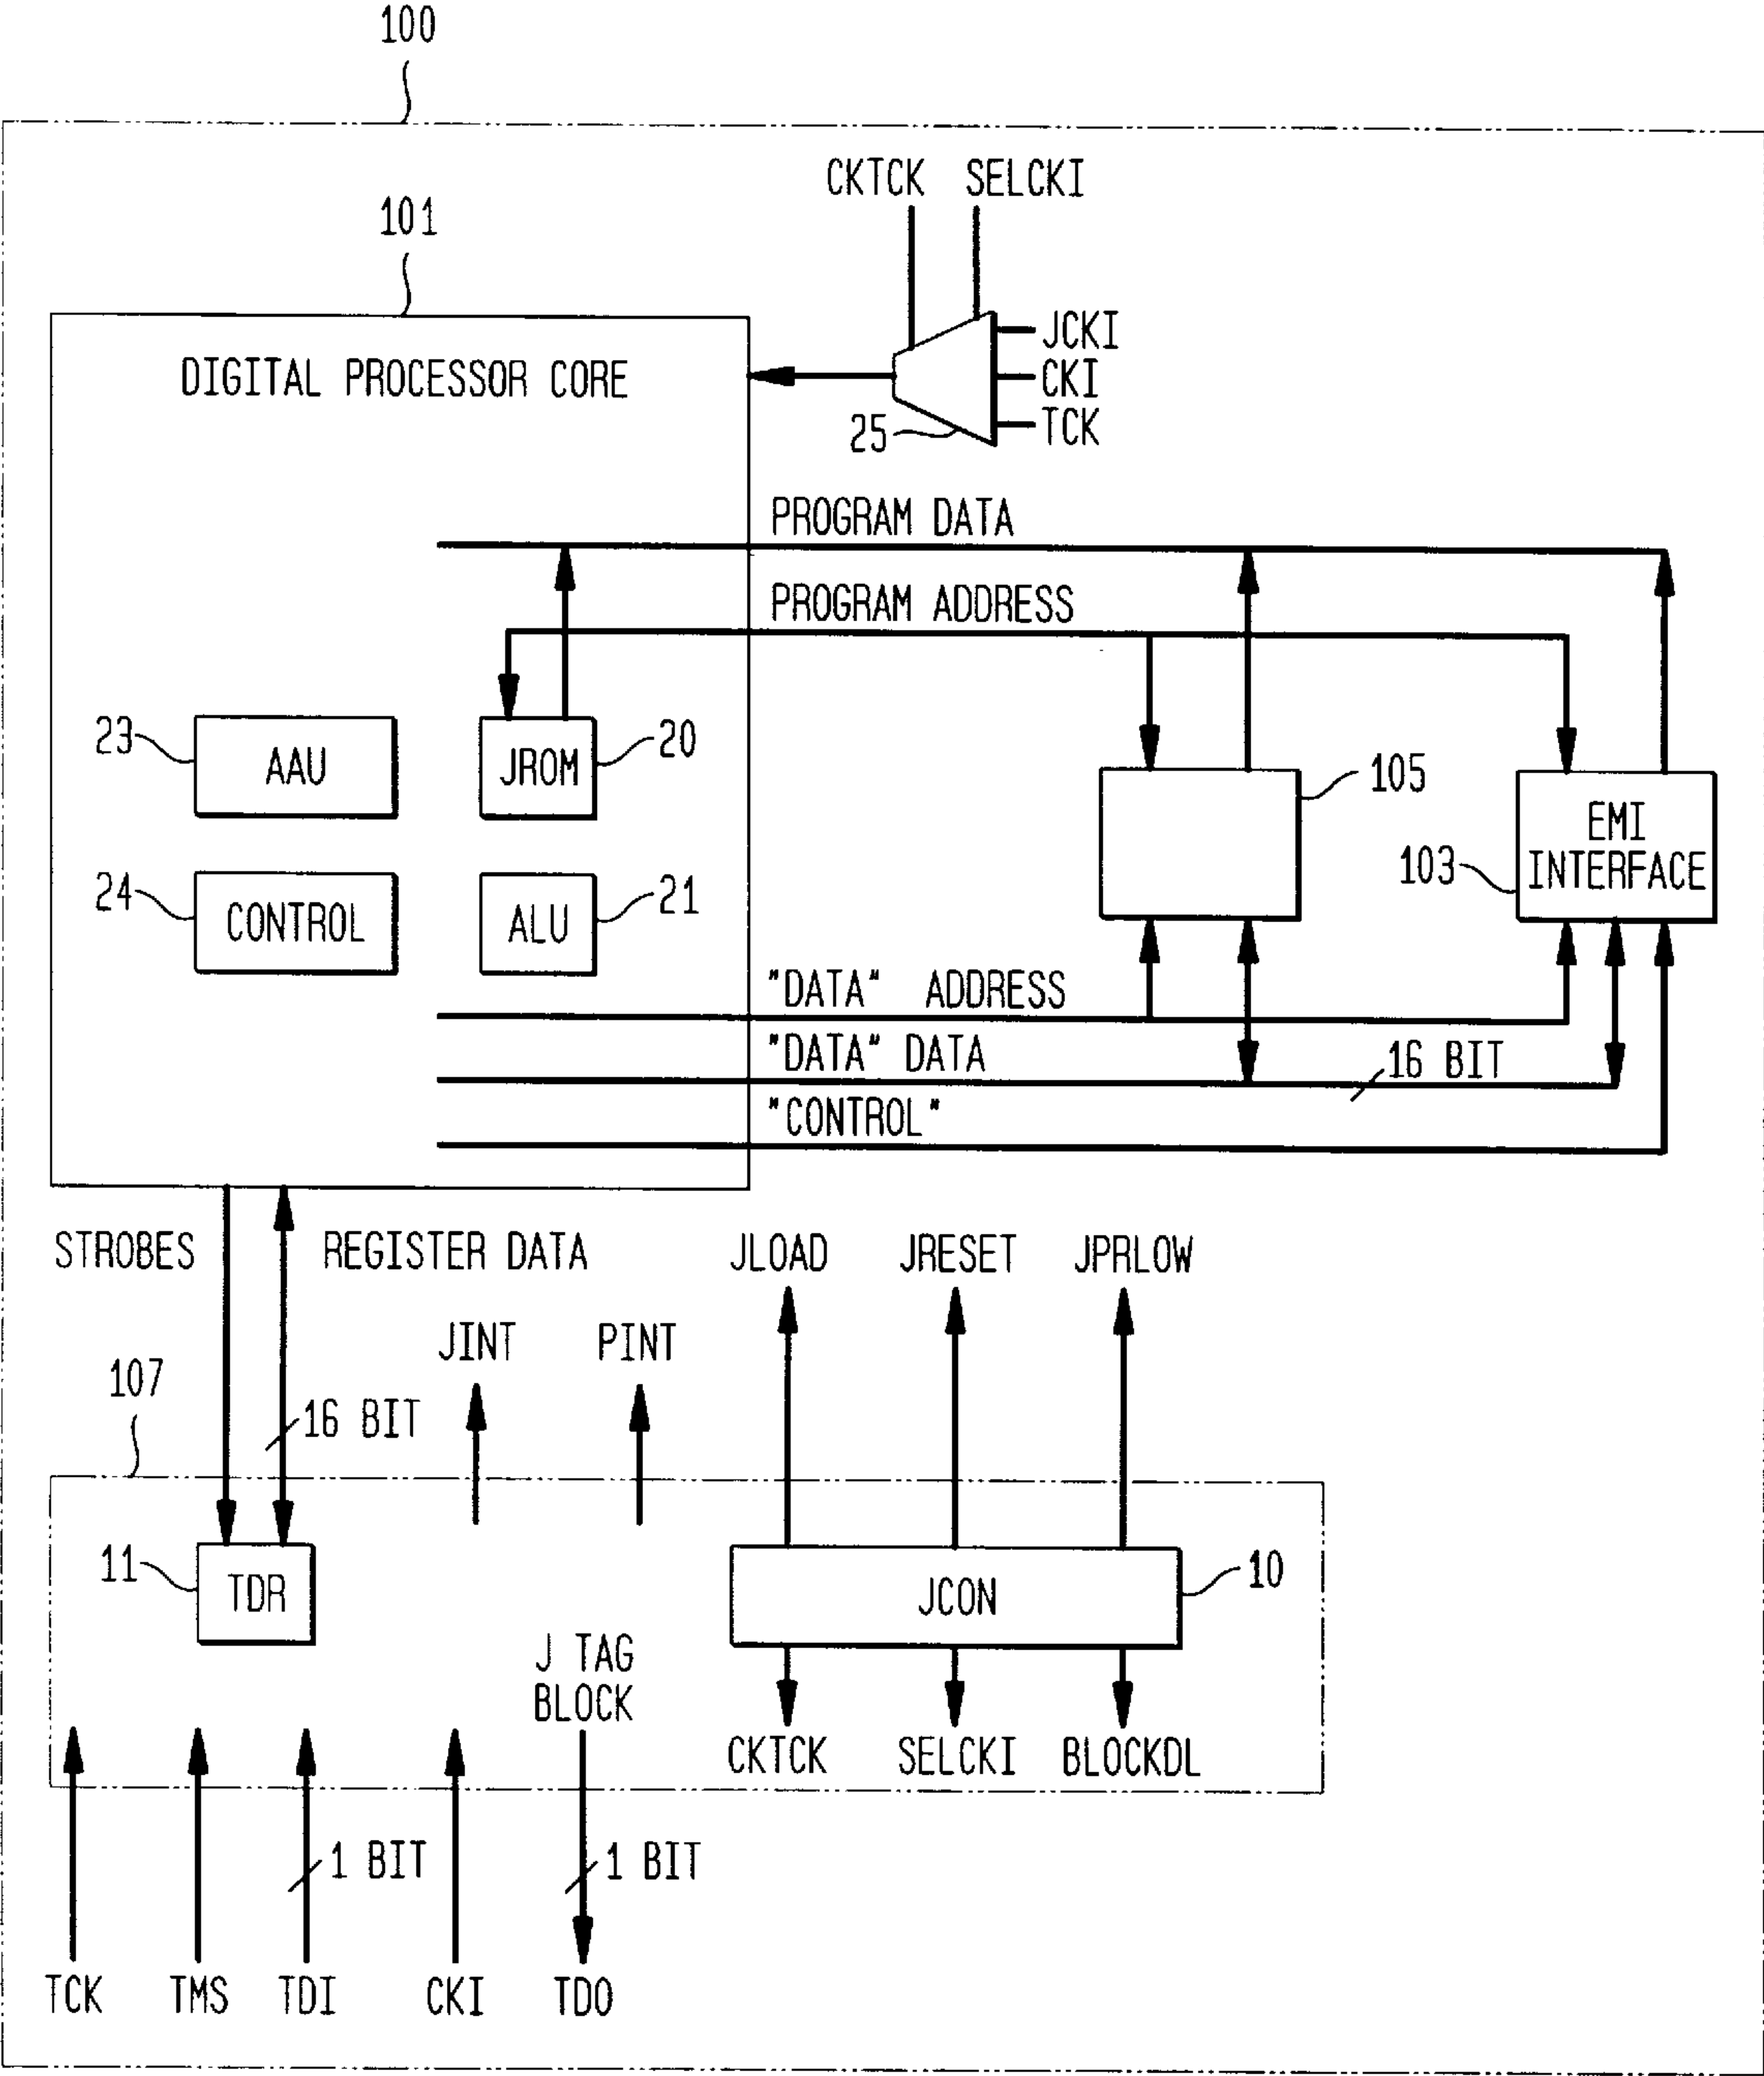 100
CKTCK SELCKI
101
DIGITAL PROCESSOR CORE
JCKI
CKI
TCK
25
PROGRAM DATA
PROGRAM ADDRESS
23
AAU
JROM
20
105
EMI
INTERFACE
103
24
CONTROL
ALU
21
"DATA" ADDRESS
"DATA" DATA
16 BIT
"CONTROL"
STROBES
REGISTER DATA
JLOAD
JRESET
JPRLOW
JINT
PINT
107
16 BIT
11
TDR
JCON
10
J TAG
BLOCK
CKTCK
SELCKI
BLOCKDL
1 BIT
1 BIT
TCK
TMS
TDI
CKI
TDO